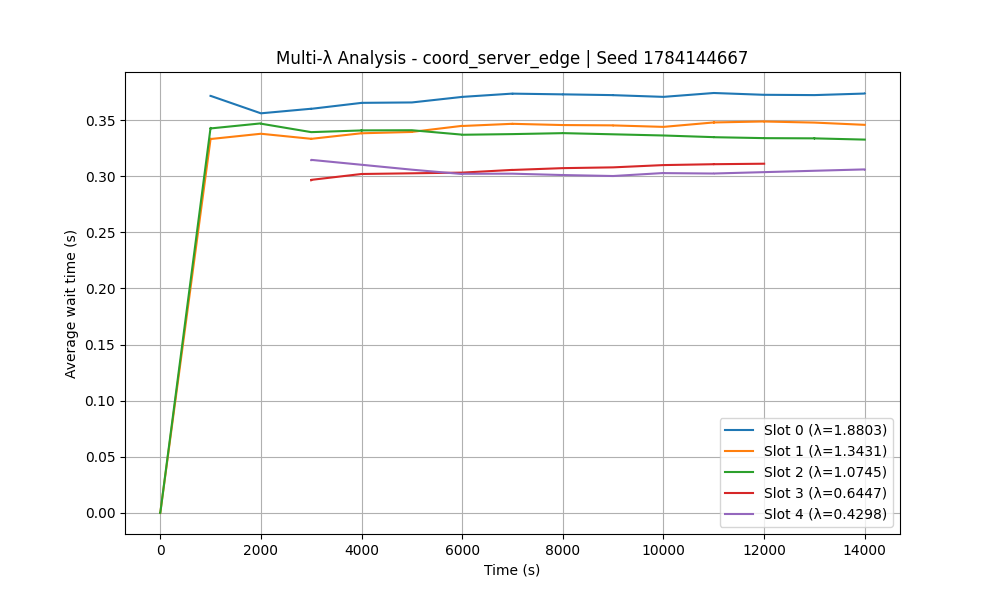 Multi-λ Analysis - coord_server_edge | Seed 1784144667
Average wait time (s)
0.35
0.30
0.25
0.20
0.15
0.10
0.05
0.00
Slot 0 (λ=1.8803)
Slot 1 (λ=1.3431)
Slot 2 (λ=1.0745)
Slot 3 (λ=0.6447)
Slot 4 (λ=0.4298)
0 2000 4000 6000 8000 10000 12000 14000
Time (s)